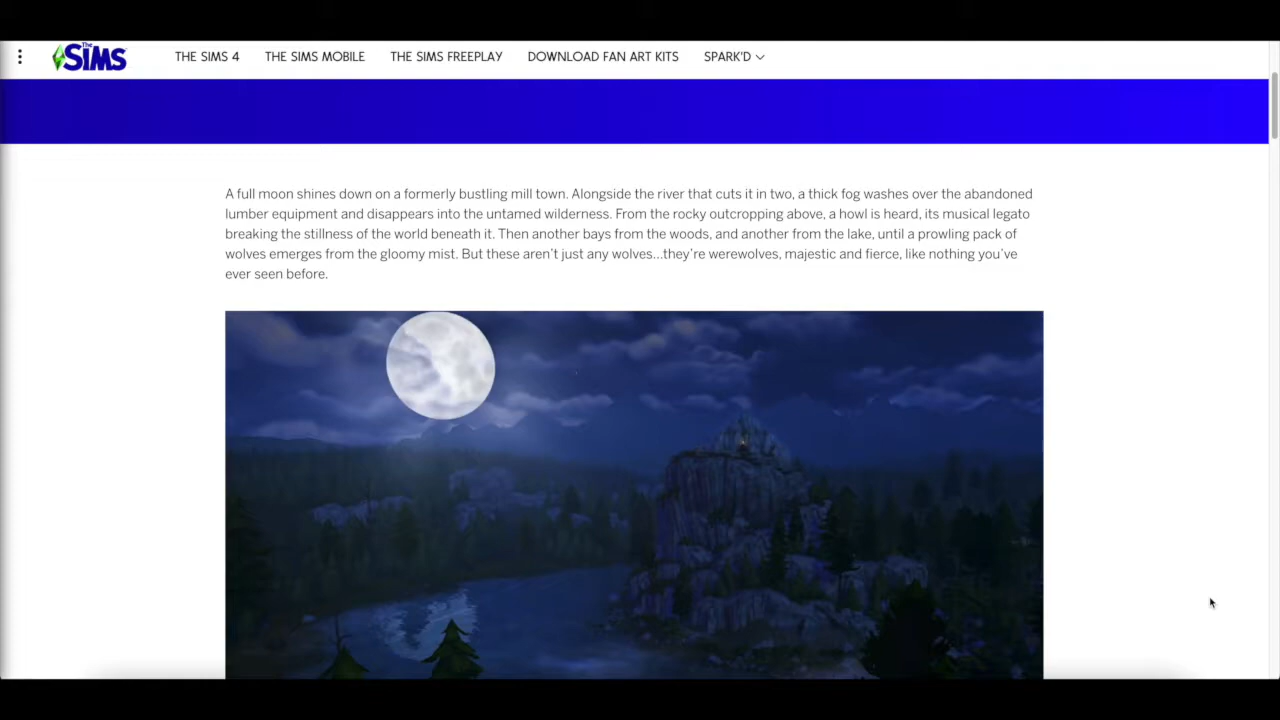 The SiMS
THE SIMS 4 THE SIMS MOBILE THE SIMS FREEPLAY DOWNLOAD FAN ART KITS SPARK'D
A full moon shines down on a formerly bustling mill town. Alongside the river that cuts it in two, a thick fog washes over the abandoned
lumber equipment and disappears into the untamed wilderness. From the rocky outcropping above, a howl is heard, its musical legato
breaking the stillness of the world beneath it. Then another bays from the woods, and another from the lake, until a prowling pack of
wolves emerges from the gloomy mist. But these aren't just any wolves...they're werewolves, majestic and fierce, like nothing you've
ever seen before.